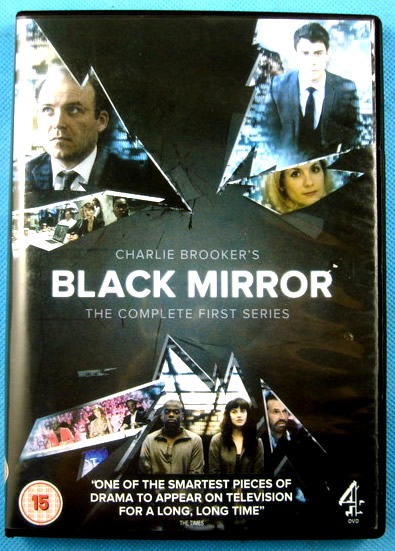 CHARLIE BROOKER'S
BLACK MIRROR
THE COMPLETE FIRST SERIES
15
"ONE OF THE SMARTEST PIECES OF
DRAMA TO APPEAR ON TELEVISION
FOR A LONG, LONG TIME"
THE TIMES
4
DVD